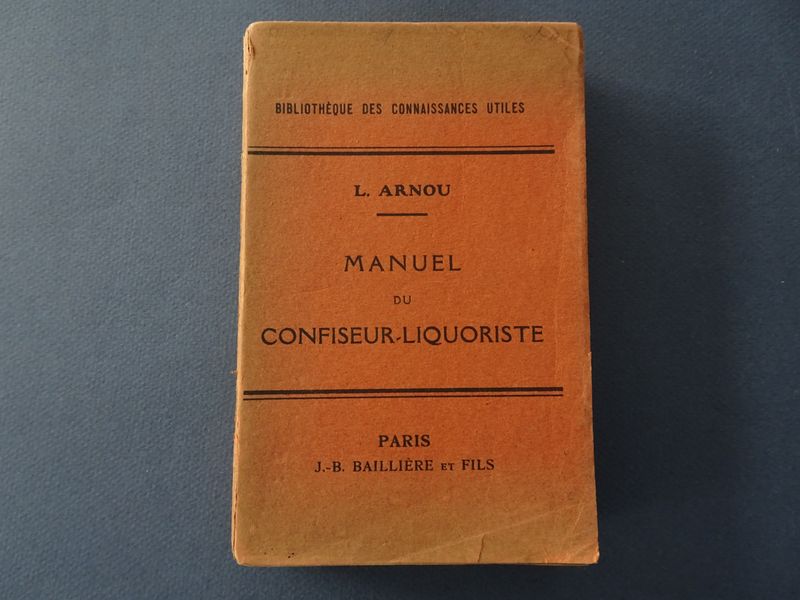 BIBLIOTHÈQUE DES CONNAISSANCES UTILES
L. ARNOU
MANUEL
DU
CONFISEUR-LIQUORISTE
PARIS
J.-B. BAILLIÈRE ET FILS